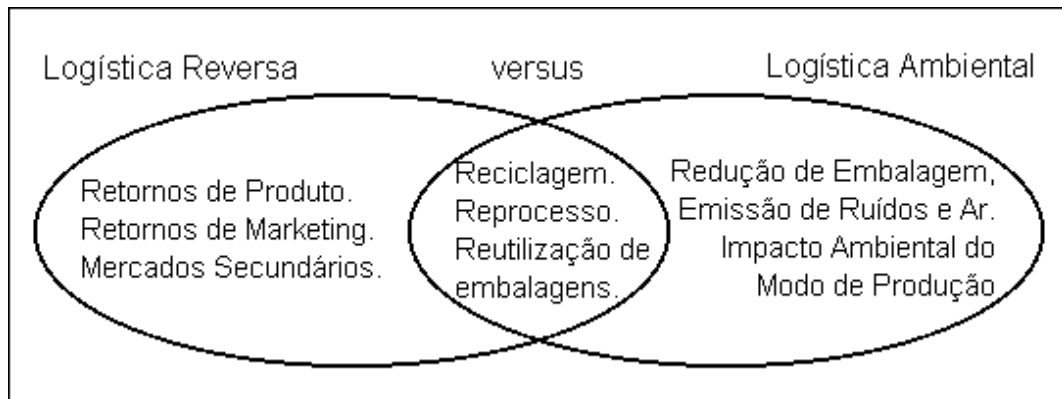 Logística Reversa versus Logística Ambiental
Retornos de Produto.
Retornos de Marketing.
Mercados Secundários.
Reciclagem.
Reprocesso.
Reutilização de
embalagens.
Redução de Embalagem,
Emissão de Ruídos e Ar.
Impacto Ambiental do
Modo de Produção